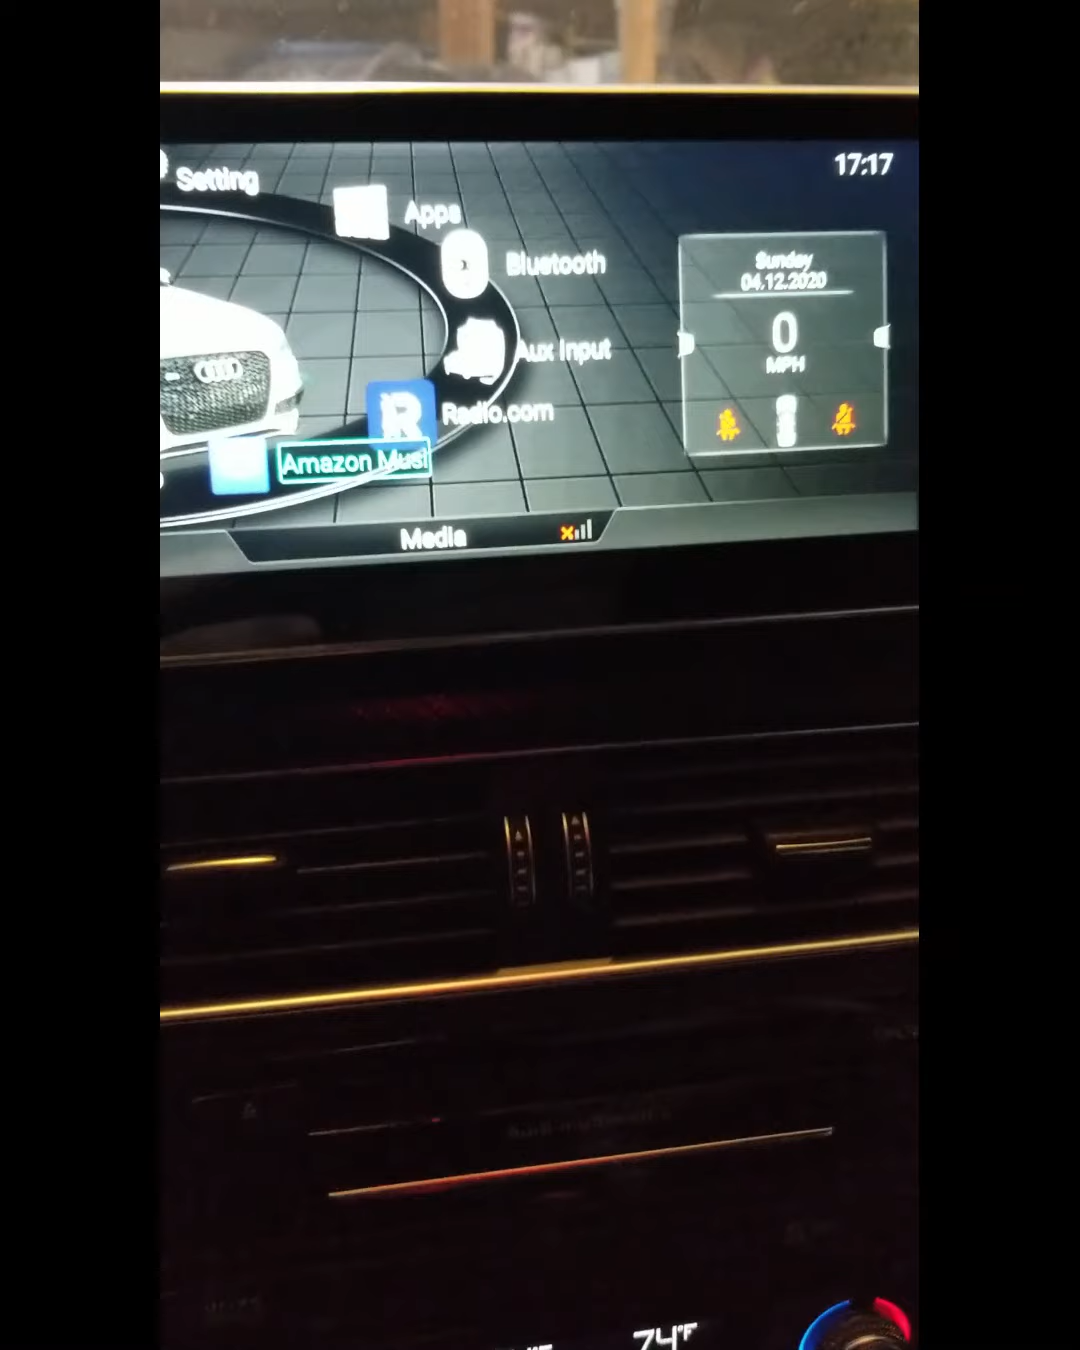 17:17
Setting
Apps
Bluetooth
Aux Input
Radio.com
Amazon Musi
Sunday
04.12.2020
0
MPH
Media
74°F